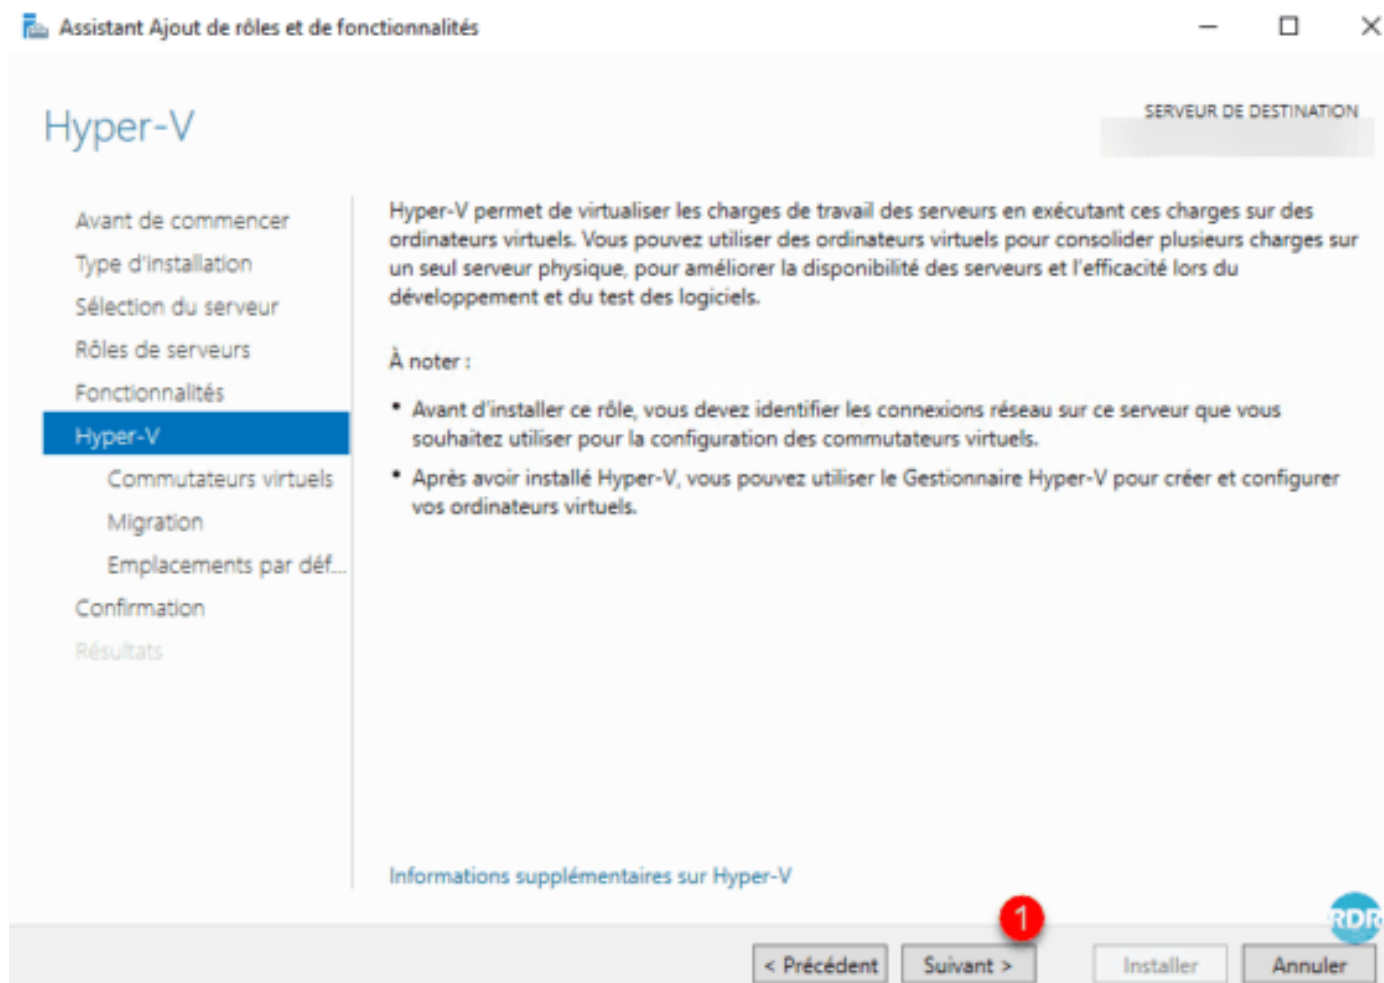 Assistant Ajout de rôles et de fonctionnalités
Hyper-V
SERVEUR DE DESTINATION
Avant de commencer
Type d'installation
Sélection du serveur
Rôles de serveurs
Fonctionnalités
Hyper-V
Commutateurs virtuels
Migration
Emplacements par déf...
Confirmation
Résultats
Hyper-V permet de virtualiser les charges de travail des serveurs en exécutant ces charges sur des
ordinateurs virtuels. Vous pouvez utiliser des ordinateurs virtuels pour consolider plusieurs charges sur
un seul serveur physique, pour améliorer la disponibilité des serveurs et l'efficacité lors du
développement et du test des logiciels.
À noter :
• Avant d'installer ce rôle, vous devez identifier les connexions réseau sur ce serveur que vous
souhaitez utiliser pour la configuration des commutateurs virtuels.
• Après avoir installé Hyper-V, vous pouvez utiliser le Gestionnaire Hyper-V pour créer et configurer
vos ordinateurs virtuels.
Informations supplémentaires sur Hyper-V
1
RDR
< Précédent
Suivant >
Installer
Annuler